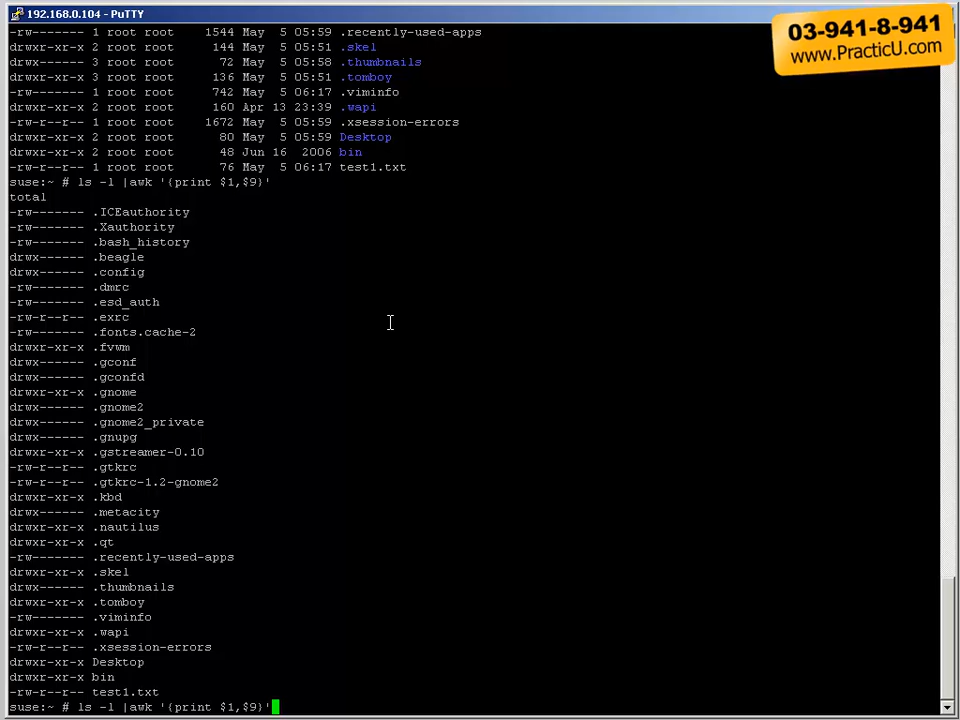 192.168.0.104 - PuTTY
03-941-8-941
www.PracticU.com
-rw------- 1 root root    1544 May  5 05:59 .recently-used-apps
drwxr-xr-x 2 root root     144 May  5 05:51 .skel
drwx------ 3 root root      72 May  5 05:58 .thumbnails
drwxr-xr-x 3 root root     136 May  5 05:51 .tomboy
-rw------- 1 root root     742 May  5 06:17 .viminfo
drwxr-xr-x 2 root root     160 Apr 13 23:39 .wapi
-rw-r--r-- 1 root root    1672 May  5 05:59 .xsession-errors
drwxr-xr-x 2 root root      80 May  5 05:59 Desktop
drwxr-xr-x 2 root root      48 Jun 16  2006 bin
-rw-r--r-- 1 root root      76 May  5 06:17 test1.txt
suse:~ # ls -l |awk '{print $1,$9}'
total
-rw------- .ICEauthority
-rw------- .Xauthority
-rw------- .bash_history
drwx------ .beagle
drwx------ .config
-rw------- .dmrc
-rw------- .esd_auth
-rw-r--r-- .exrc
-rw------- .fonts.cache-2
drwxr-xr-x .fvwm
drwx------ .gconf
drwx------ .gconfd
drwxr-xr-x .gnome
drwx------ .gnome2
drwx------ .gnome2_private
drwx------ .gnupg
drwxr-xr-x .gstreamer-0.10
-rw-r--r-- .gtkrc
-rw-r--r-- .gtkrc-1.2-gnome2
drwxr-xr-x .kbd
drwx------ .metacity
drwxr-xr-x .nautilus
drwxr-xr-x .qt
-rw------- .recently-used-apps
drwxr-xr-x .skel
drwx------ .thumbnails
drwxr-xr-x .tomboy
-rw------- .viminfo
drwxr-xr-x .wapi
-rw-r--r-- .xsession-errors
drwxr-xr-x Desktop
drwxr-xr-x bin
-rw-r--r-- test1.txt
suse:~ # ls -l |awk '{print $1,$9}'